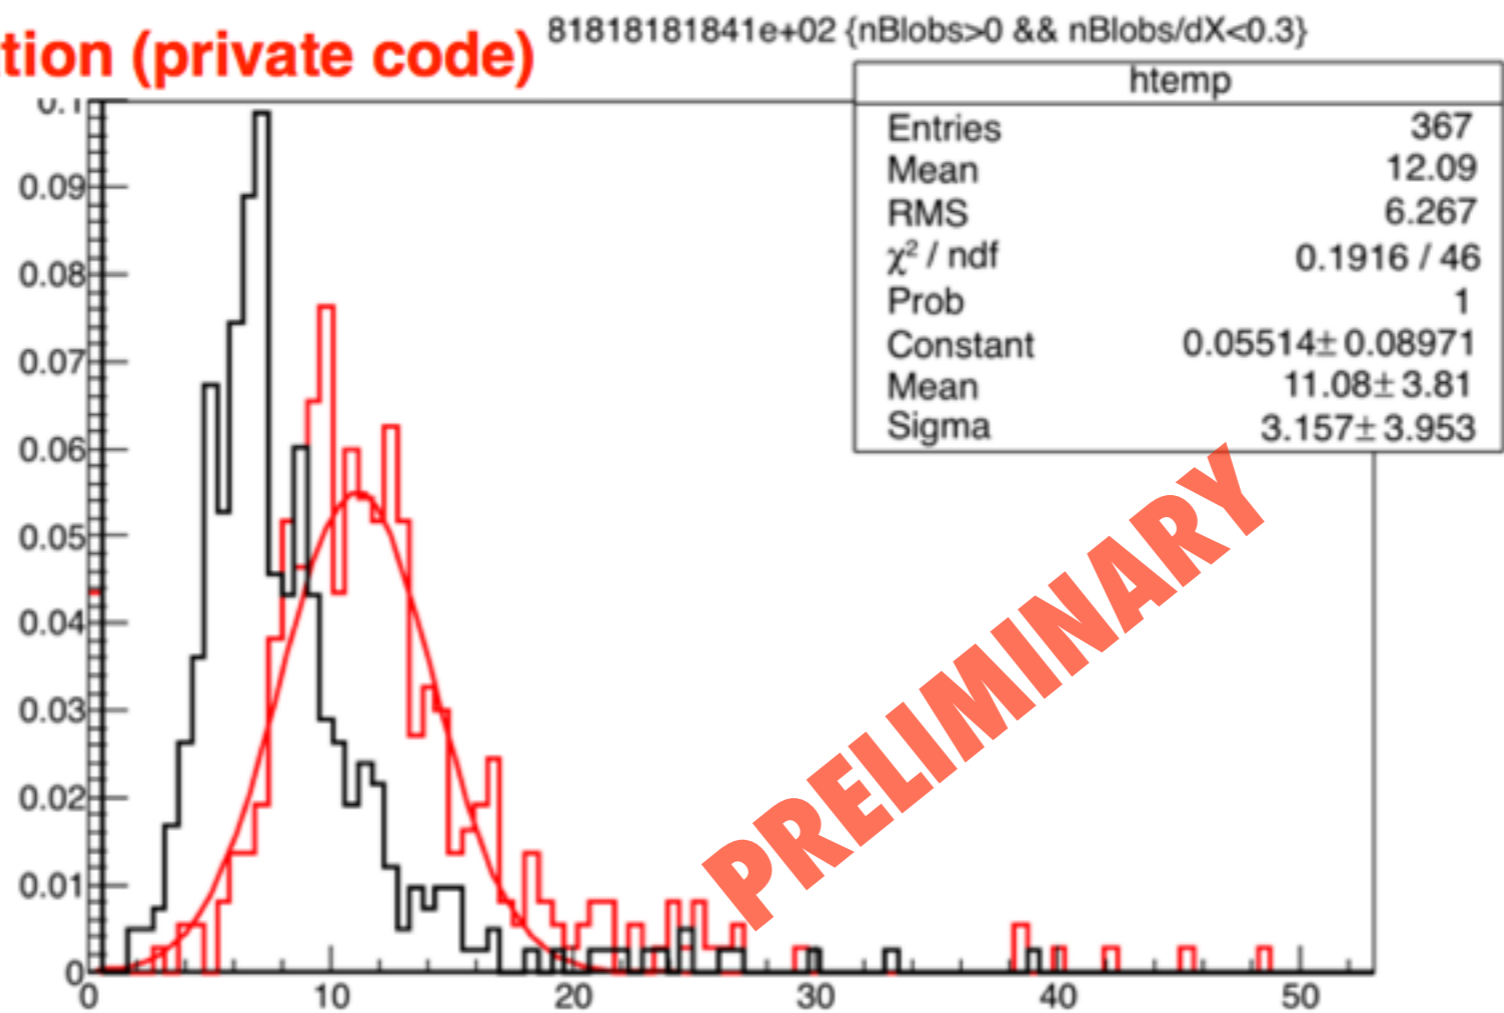 tion (private code)
81818181841e+02 {nBlobs>0 && nBlobs/dX<0.3}
htemp
Entries 367
Mean 12.09
RMS 6.267
χ² / ndf 0.1916 / 46
Prob 1
Constant 0.05514± 0.08971
Mean 11.08± 3.81
Sigma 3.157± 3.953
0.1
0.09
0.08
0.07
0.06
0.05
0.04
0.03
0.02
0.01
0
0 10 20 30 40 50
PRELIMINARY